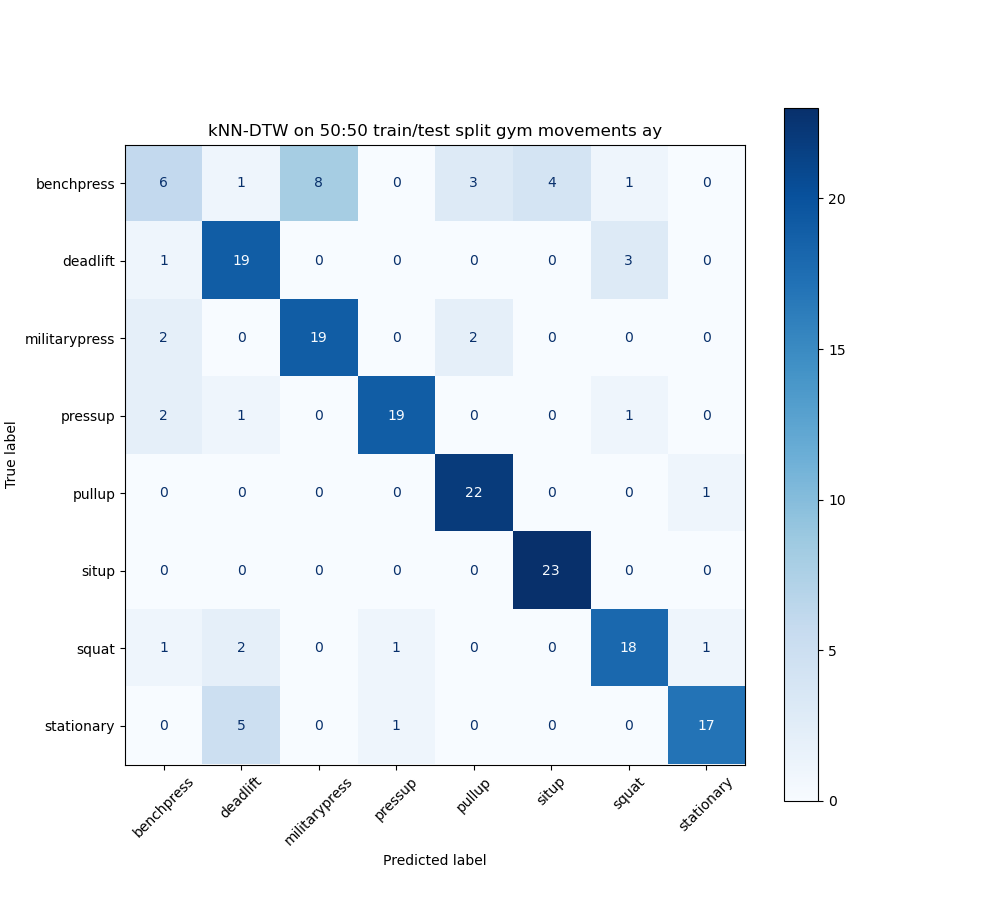 kNN-DTW on 50:50 train/test split gym movements ay
benchpress 6 1 8 0 3 4 1 0
deadlift 1 19 0 0 0 0 3 0
militarypress 2 0 19 0 2 0 0 0
pressup 2 1 0 19 0 0 1 0
pullup 0 0 0 0 22 0 0 1
situp 0 0 0 0 0 23 0 0
squat 1 2 0 1 0 0 18 1
stationary 0 5 0 1 0 0 0 17
benchpress deadlift militarypress pressup pullup situp squat stationary
True label
Predicted label
20
15
10
5
0